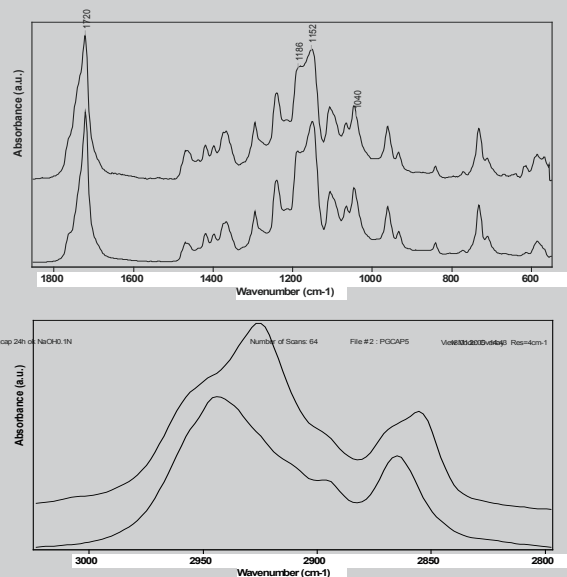 1720
1186
1152
1040
Absorbance (a.u.)
1800 1600 1400 1200 1000 800 600
Wavenumber (cm-1)
cap 24h ok NaOH0.1N Number of Scans: 64 File #2 : PGCAP5 Res=4cm-1
Absorbance (a.u.)
3000 2950 2900 2850 2800
Wavenumber (cm-1)